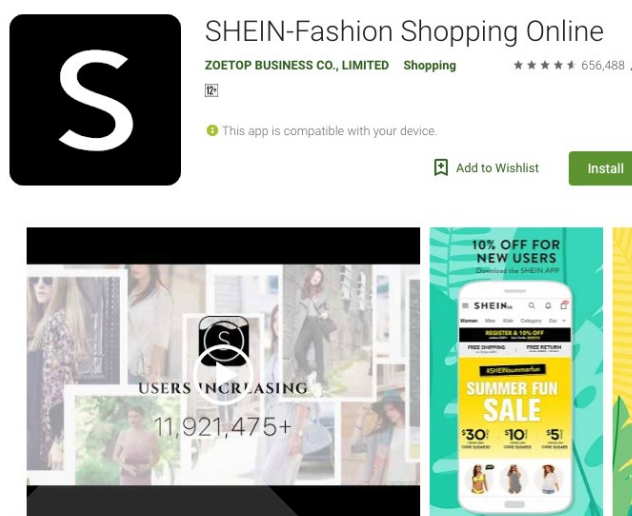 S
SHEIN-Fashion Shopping Online
ZOETOP BUSINESS CO., LIMITED Shopping 656,488
12+
This app is compatible with your device.
Add to Wishlist Install
S
USERS INCREASING
11,921,475+
10% OFF FOR
NEW USERS
Download the SHEIN APP
SHEIN
Women Men Kids Category
REGISTER & 10% OFF
FREE SHIPPING FREE RETURN
#SHEINsummerfun
SUMMER FUN
SALE
$30 $10 $5